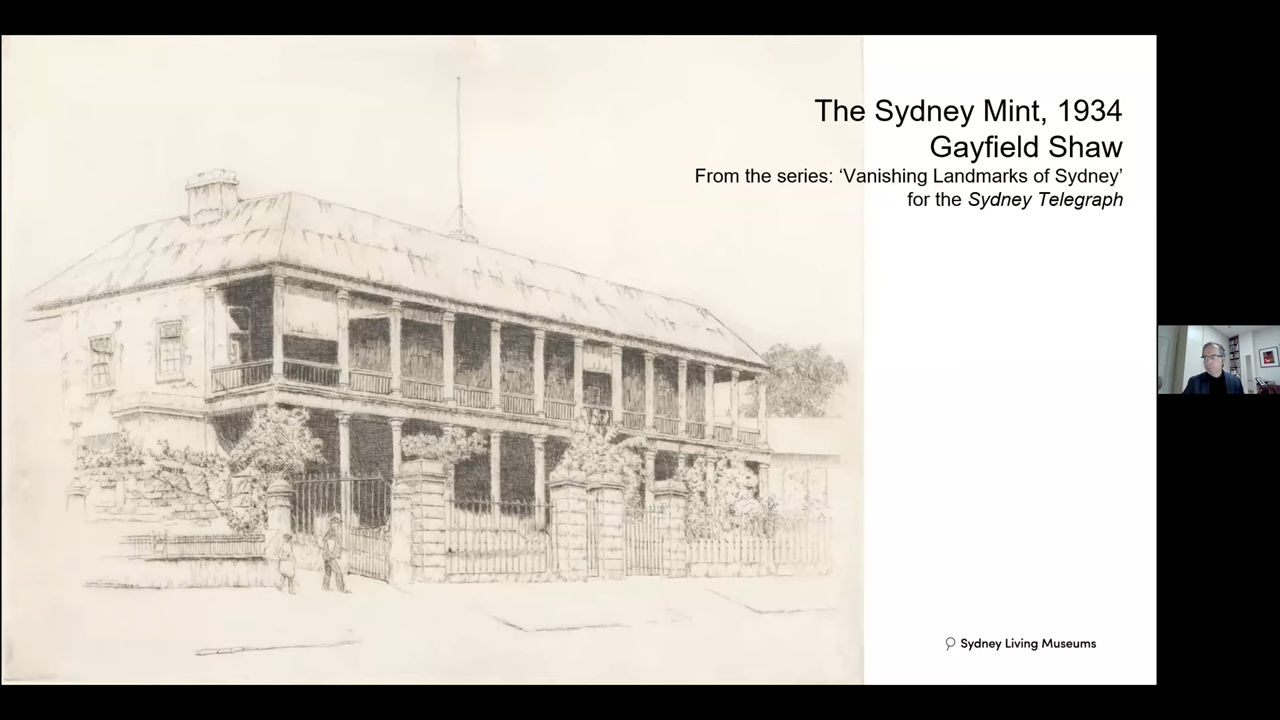 The Sydney Mint, 1934
Gayfield Shaw
From the series: ‘Vanishing Landmarks of Sydney’
for the Sydney Telegraph
Sydney Living Museums